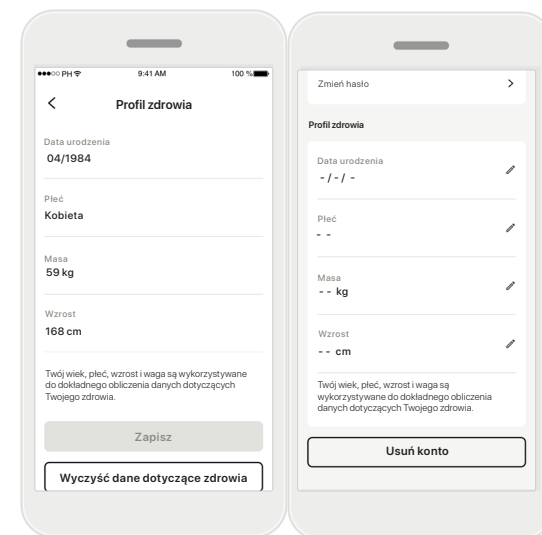 PH 9:41 AM 100 %
Profil zdrowia
Data urodzenia
04/1984
Płeć
Kobieta
Masa
59 kg
Wzrost
168 cm
Twój wiek, płeć, wzrost i waga są wykorzystywane
do dokładnego obliczenia danych dotyczących
Twojego zdrowia.
Zapisz
Wyczyść dane dotyczące zdrowia
Zmień hasło
Profil zdrowia
Data urodzenia
- / - / -
Płeć
- -
Masa
- - kg
Wzrost
- - cm
Twój wiek, płeć, wzrost i waga są
wykorzystywane do dokładnego obliczenia
danych dotyczących Twojego zdrowia.
Usuń konto